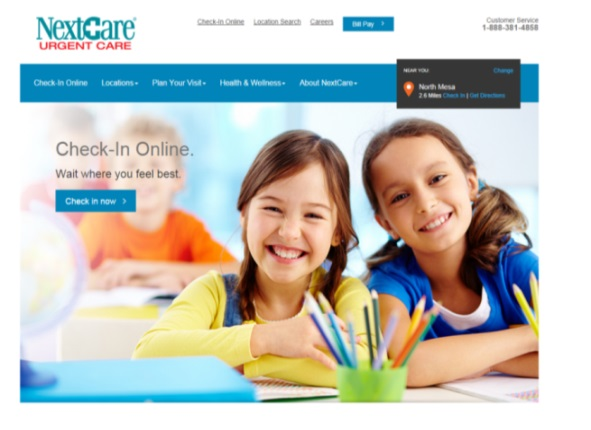 NextCare
URGENT CARE
Check-In Online Location Search Careers Bill Pay >
Customer Service
1-888-381-4858
Check-In Online Locations Plan Your Visit Health & Wellness About NextCare
NEAR YOU Change
North Mesa
2.6 Miles Check In | Get Directions
Check-In Online.
Wait where you feel best.
Check in now >